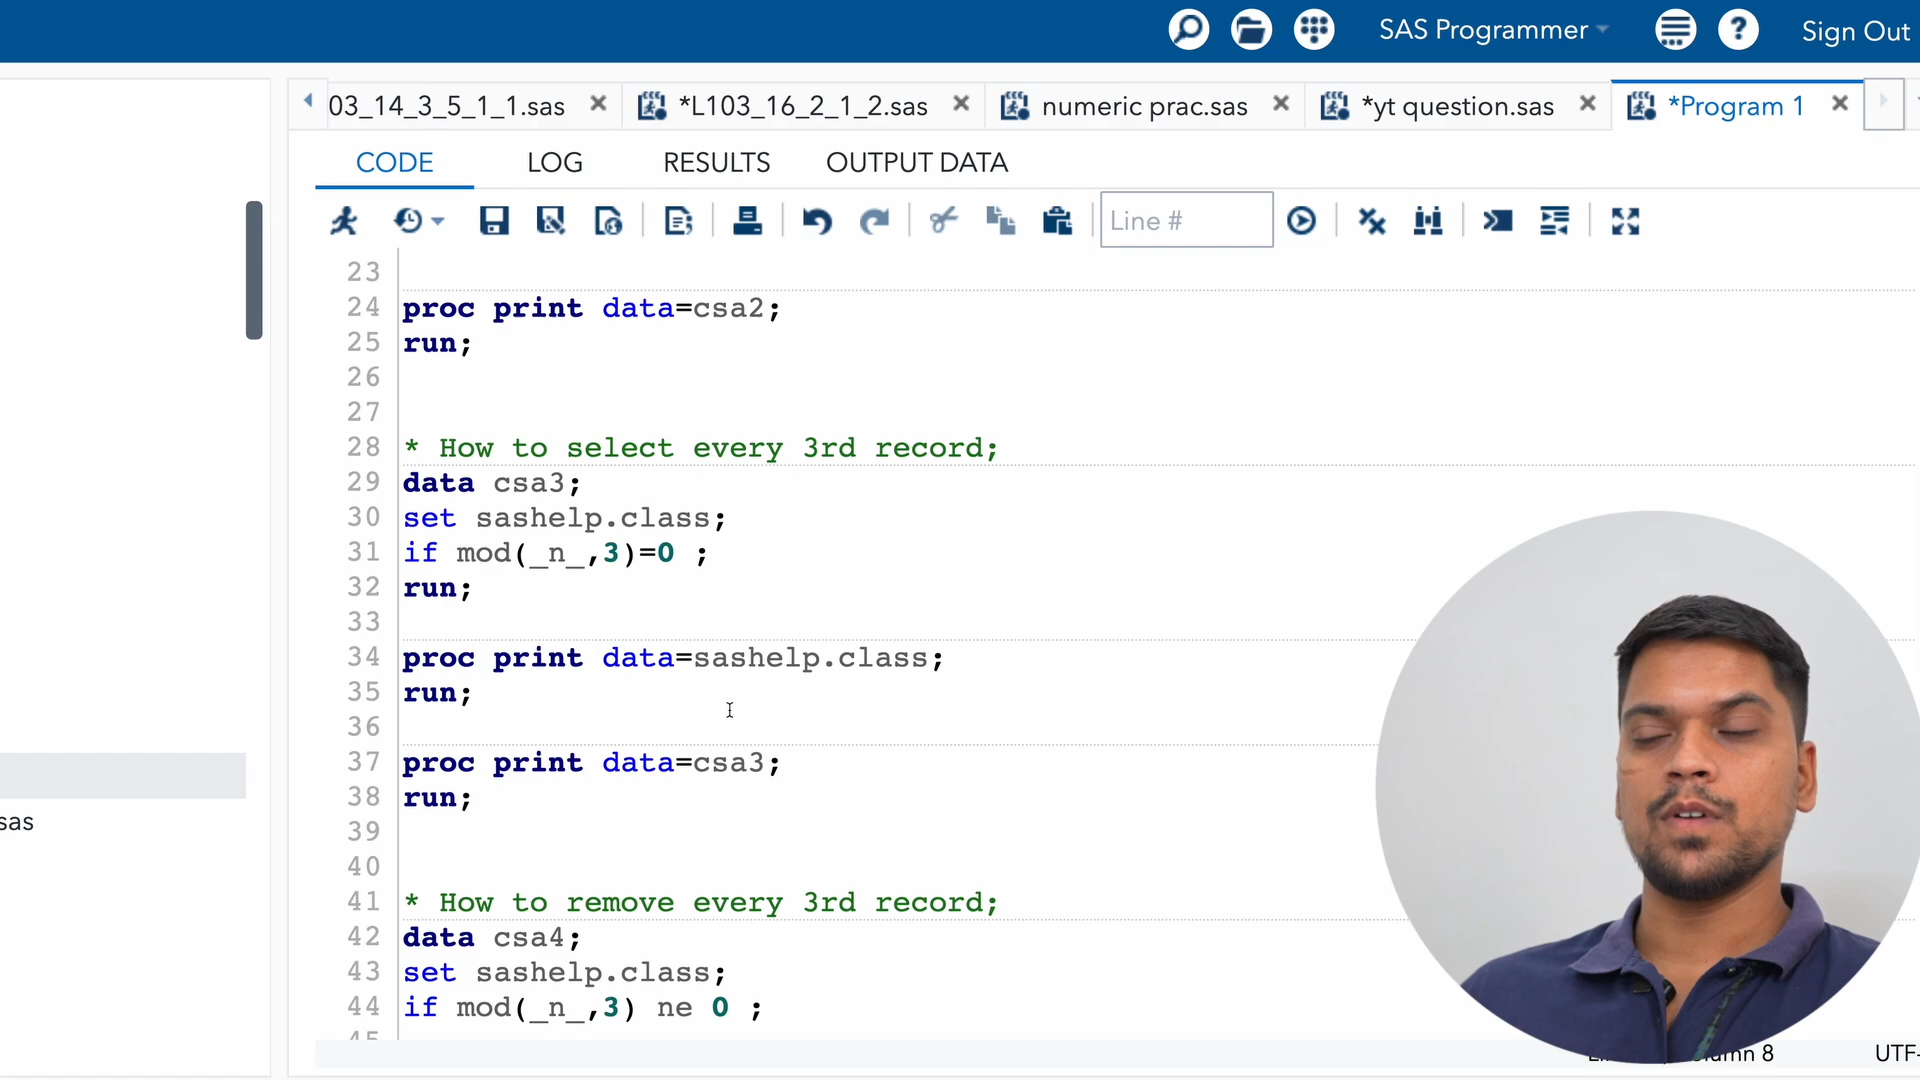 SAS Programmer
Sign Out
03_14_3_5_1_1.sas
*L103_16_2_1_2.sas
numeric prac.sas
*yt question.sas
*Program 1
CODE
LOG
RESULTS
OUTPUT DATA
Line #
23
24 proc print data=csa2;
25 run;
26
27
28 * How to select every 3rd record;
29 data csa3;
30 set sashelp.class;
31 if mod(_n_,3)=0 ;
32 run;
33
34 proc print data=sashelp.class;
35 run;
36
37 proc print data=csa3;
38 run;
39
40
41 * How to remove every 3rd record;
42 data csa4;
43 set sashelp.class;
44 if mod(_n_,3) ne 0 ;
45
sas
8
UTF-